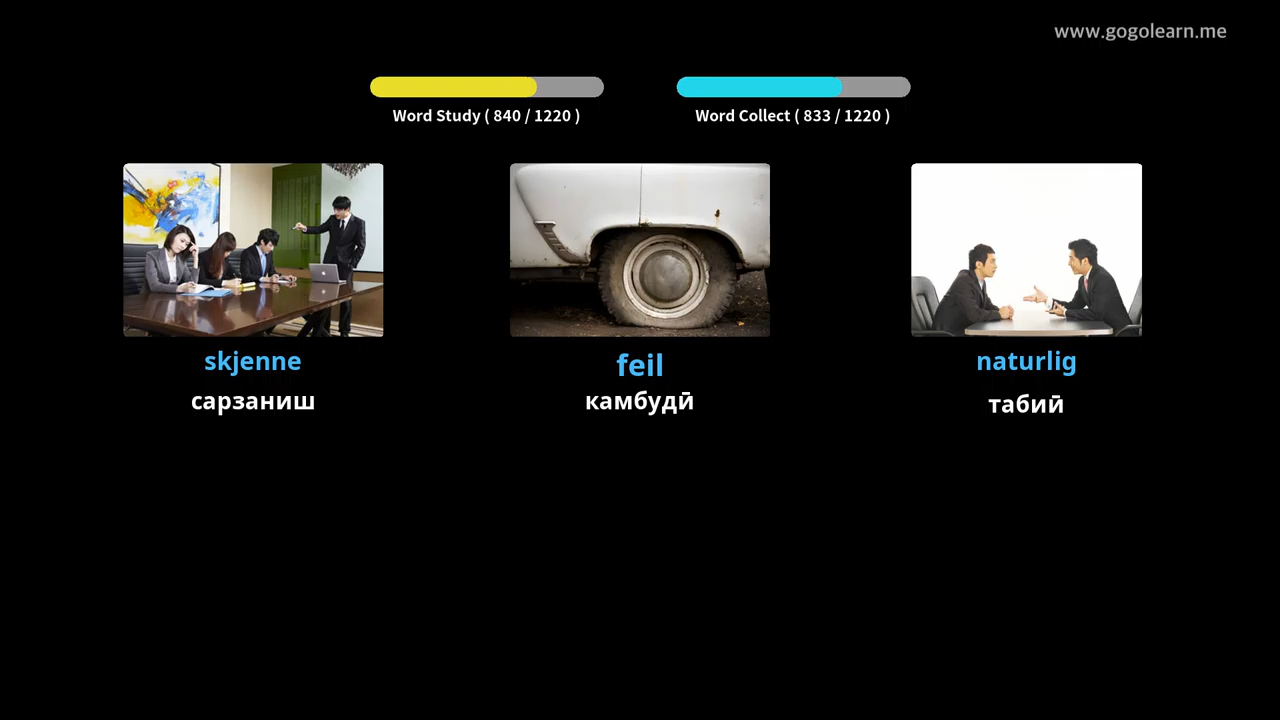 www.gogolearn.me
Word Study ( 840 / 1220 )
Word Collect ( 833 / 1220 )
skjenne
feil
naturlig
сарзаниш
камбудӣ
табиӣ